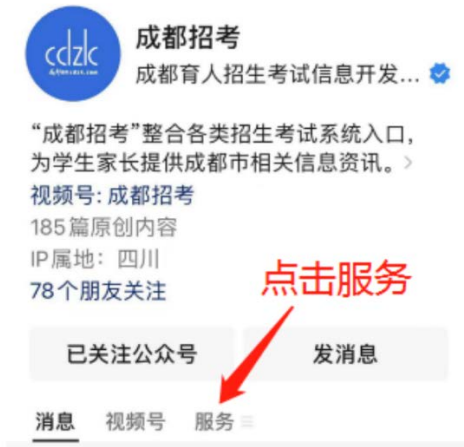 cdzk
成都招考
成都育人招生考试信息开发...
“成都招考”整合各类招生考试系统入口，
为学生家长提供成都市相关信息资讯。
视频号: 成都招考
185篇原创内容
IP属地：四川
点击服务
78个朋友关注
已关注公众号 发消息
消息 视频号 服务